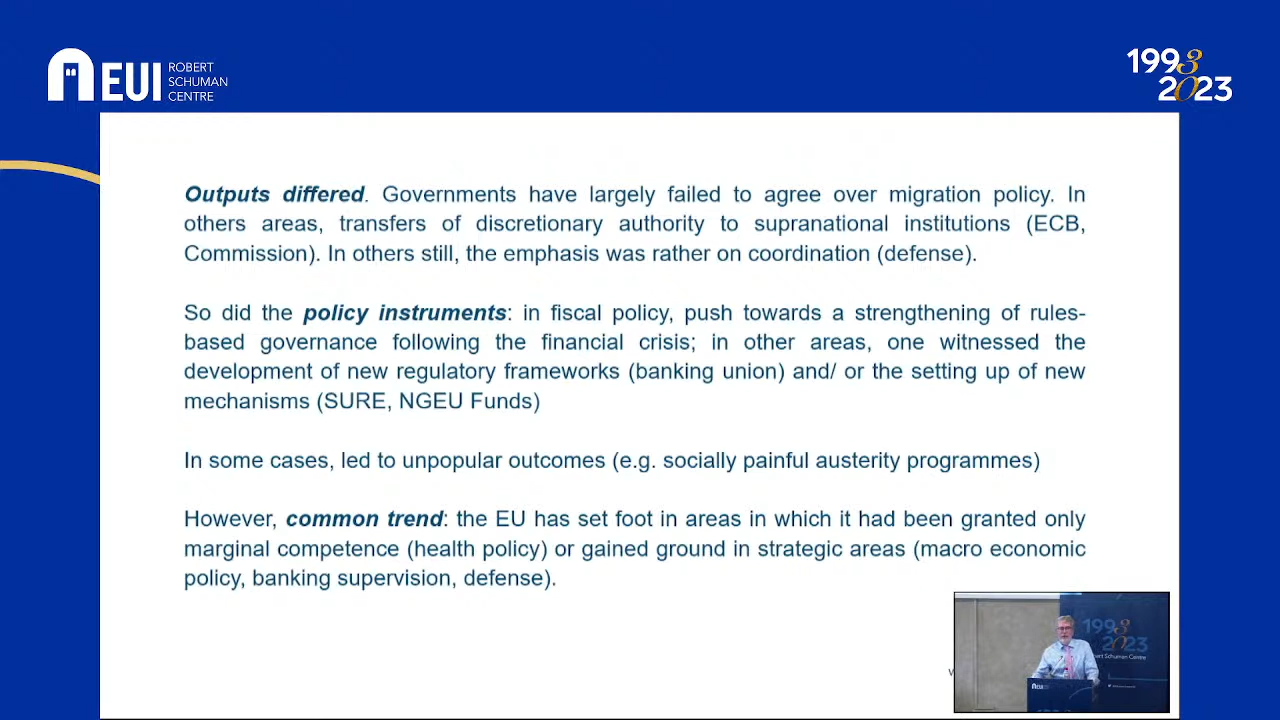 EUI
ROBERT
SCHUMAN
CENTRE
1993
2023
Outputs differed. Governments have largely failed to agree over migration policy. In
others areas, transfers of discretionary authority to supranational institutions (ECB,
Commission). In others still, the emphasis was rather on coordination (defense).
So did the policy instruments: in fiscal policy, push towards a strengthening of rules-
based governance following the financial crisis; in other areas, one witnessed the
development of new regulatory frameworks (banking union) and/ or the setting up of new
mechanisms (SURE, NGEU Funds)
In some cases, led to unpopular outcomes (e.g. socially painful austerity programmes)
However, common trend: the EU has set foot in areas in which it had been granted only
marginal competence (health policy) or gained ground in strategic areas (macro economic
policy, banking supervision, defense).
1993
2023
Robert Schuman Centre
EUI